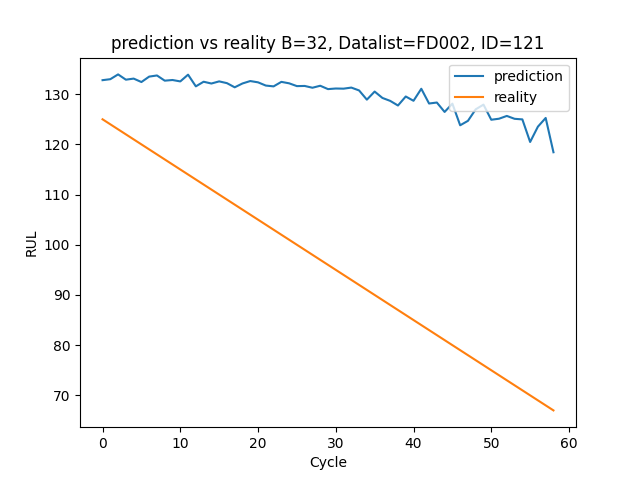 prediction vs reality B=32, Datalist=FD002, ID=121
prediction
reality
130
120
110
100
90
80
70
RUL
0 10 20 30 40 50 60
Cycle